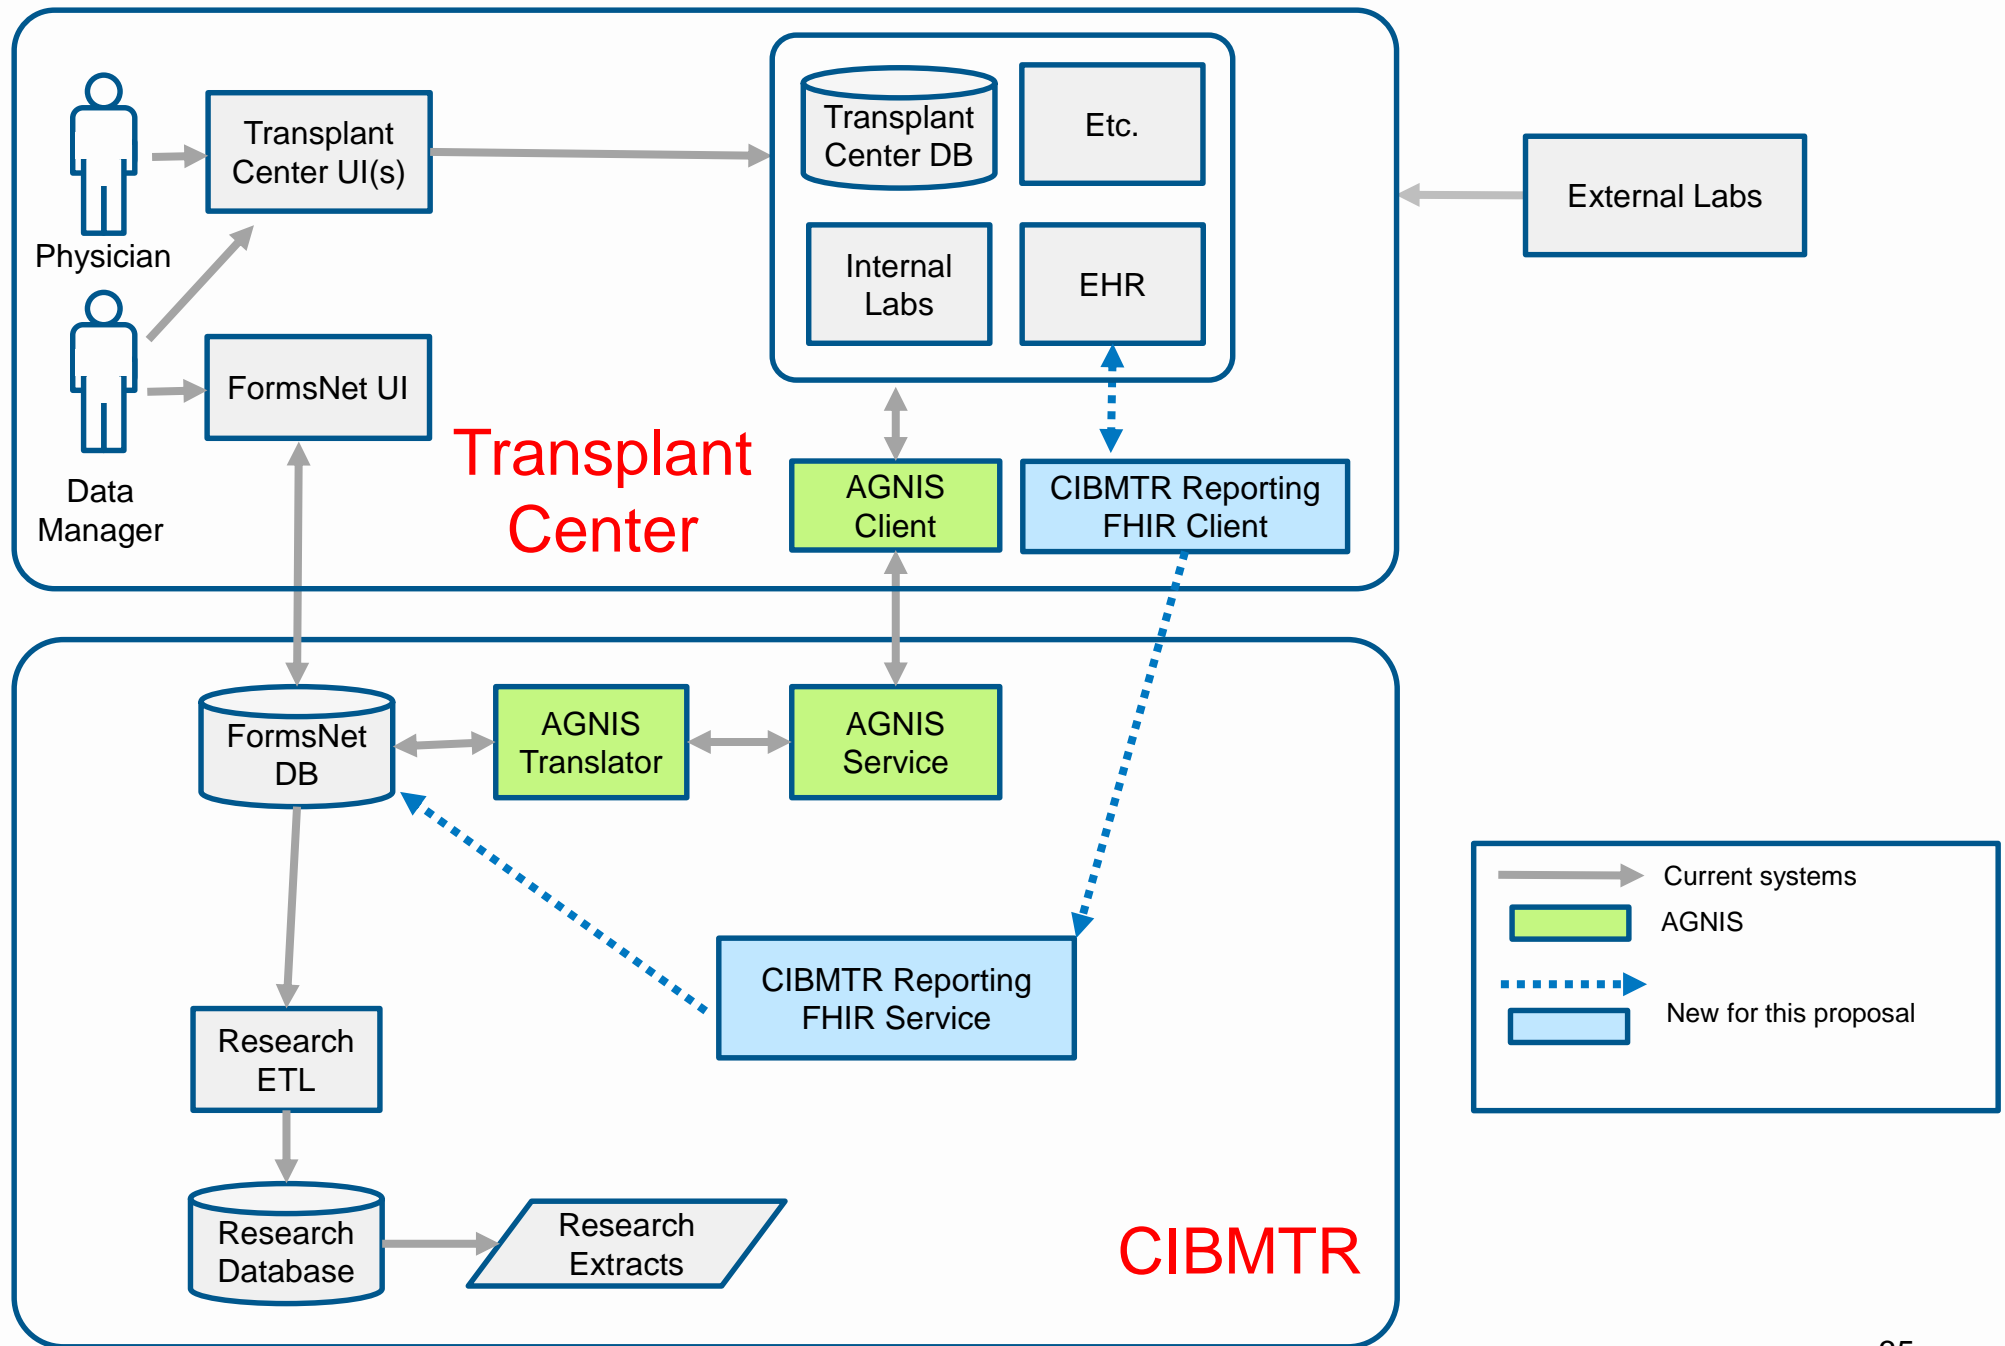 Physician
Transplant
Center UI(s)
Transplant
Center DB
Etc.
External Labs
Internal
Labs
EHR
Data
Manager
FormsNet UI
Transplant
Center
AGNIS
Client
CIBMTR Reporting
FHIR Client
FormsNet
DB
AGNIS
Translator
AGNIS
Service
CIBMTR Reporting
FHIR Service
Research
ETL
Research
Database
Research
Extracts
CIBMTR
Current systems
AGNIS
New for this proposal